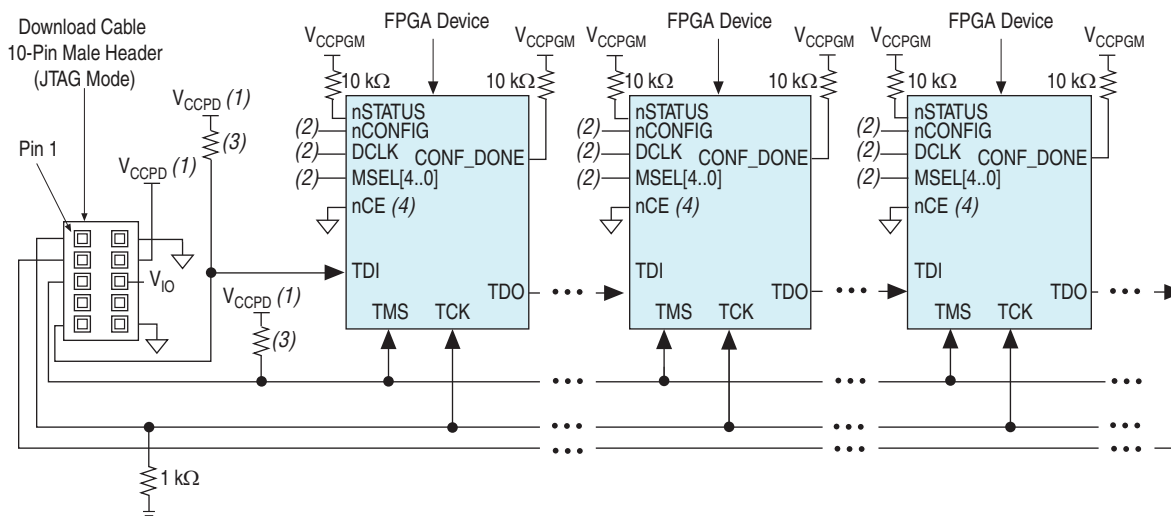 Download Cable
10-Pin Male Header
(JTAG Mode)
Pin 1
V_CCPD (1)
(3)
V_CCPD (1)
V_IO
V_CCPD (1)
(3)
1 kΩ
FPGA Device
V_CCPGM
V_CCPGM
10 kΩ
10 kΩ
nSTATUS
(2) nCONFIG
(2) DCLK
CONF_DONE
(2) MSEL[4..0]
nCE (4)
TDI
TDO
TMS TCK
FPGA Device
V_CCPGM
V_CCPGM
10 kΩ
10 kΩ
nSTATUS
(2) nCONFIG
(2) DCLK
CONF_DONE
(2) MSEL[4..0]
nCE (4)
TDI
TDO
TMS TCK
FPGA Device
V_CCPGM
V_CCPGM
10 kΩ
10 kΩ
nSTATUS
(2) nCONFIG
(2) DCLK
CONF_DONE
(2) MSEL[4..0]
nCE (4)
TDI
TDO
TMS TCK